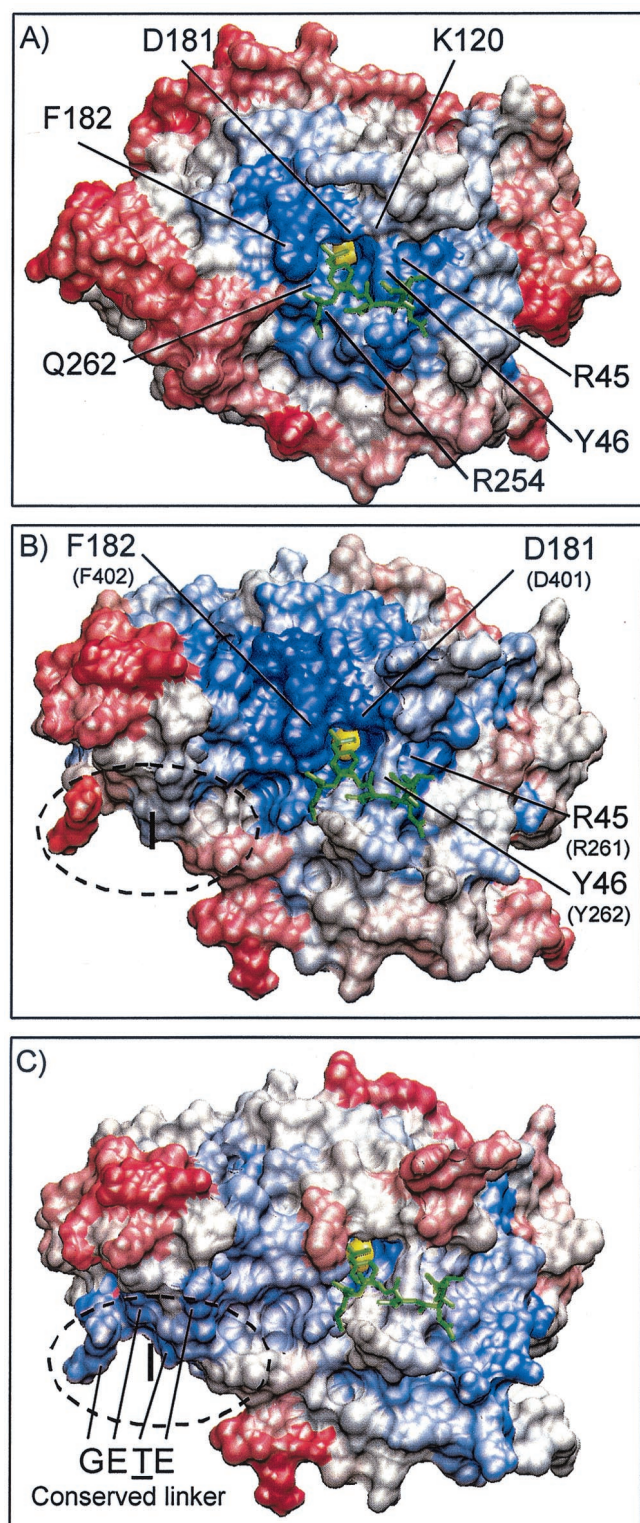 A)
D181
K120
F182
Q262
R45
Y46
R254
B)
F182
(F402)
D181
(D401)
I
R45
(R261)
Y46
(Y262)
C)
I
GETE
Conserved linker